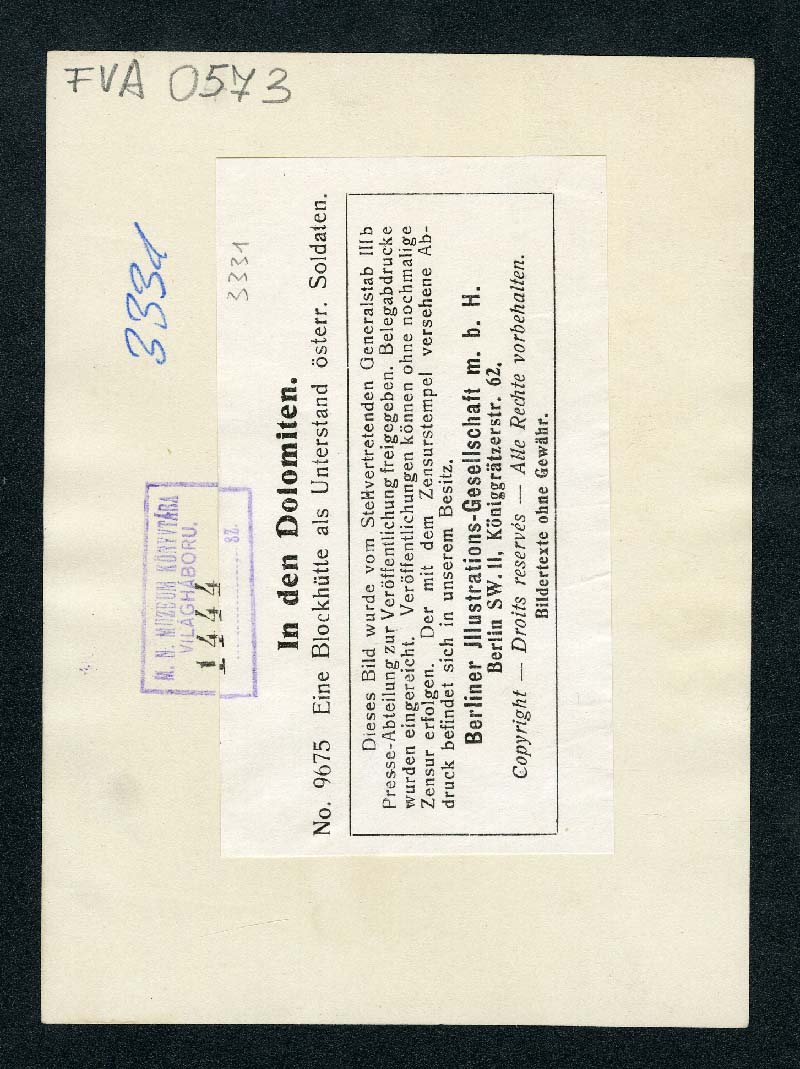 FVA 0573
3331
3331
M. N. MUZEUM KÖNYVTÁRA
VILÁGHÁBORU.
1444
82.
In den Dolomiten.
No. 9675 Eine Blockhütte als Unterstand österr. Soldaten.
Dieses Bild wurde vom Stellvertretenden Generalstab III b
Presse-Abteilung zur Veröffentlichung freigegeben. Belegabdrucke
wurden eingereicht. Veröffentlichungen können ohne nochmalige
Zensur erfolgen. Der mit dem Zensurstempel versehene Ab-
druck befindet sich in unserem Besitz.
Berliner Jllustrations-Gesellschaft m. b. H.
Berlin SW. 11, Königgrätzerstr. 62.
Copyright — Droits reservés — Alle Rechte vorbehalten.
Bildertexte ohne Gewähr.